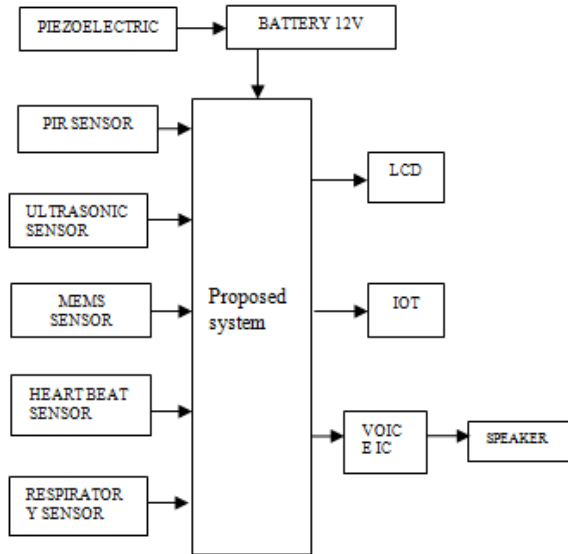 PIEZOELECTRIC
BATTERY 12V
PIR SENSOR
ULTRASONIC
SENSOR
MEMS
SENSOR
HEART BEAT
SENSOR
RESPIRATOR
Y SENSOR
Proposed
system
LCD
IOT
VOIC
E IC
SPEAKER